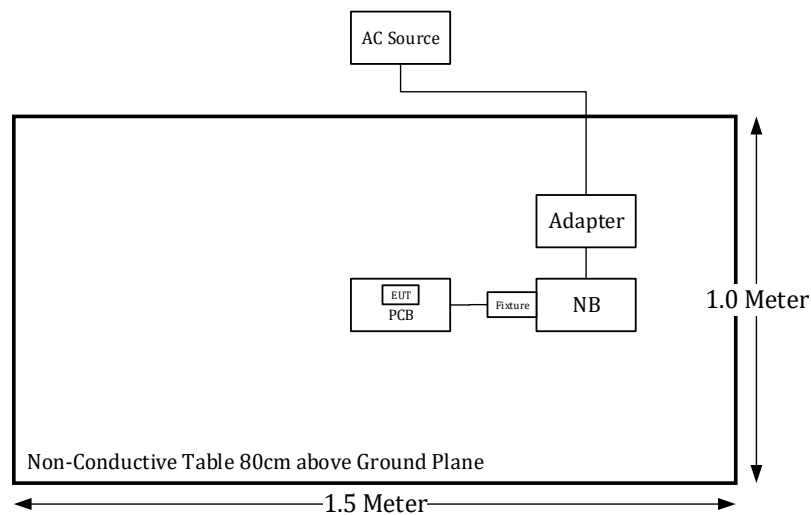 AC Source
Adapter
EUT
PCB
Fixture
NB
1.0 Meter
Non-Conductive Table 80cm above Ground Plane
1.5 Meter